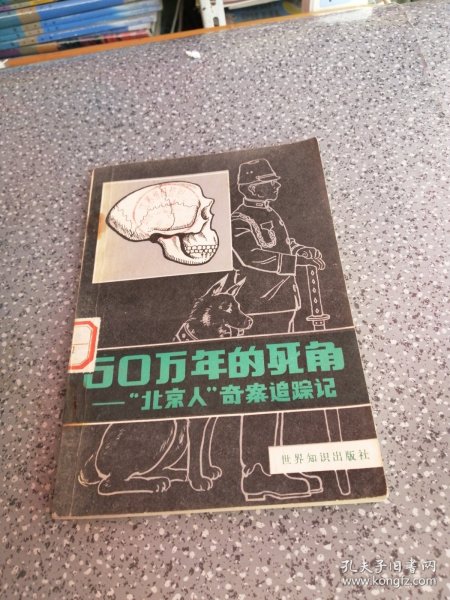 60万年的死角
——“北京人”奇案追踪记
世界知识出版社
孔夫子旧书网
www.kongfz.com